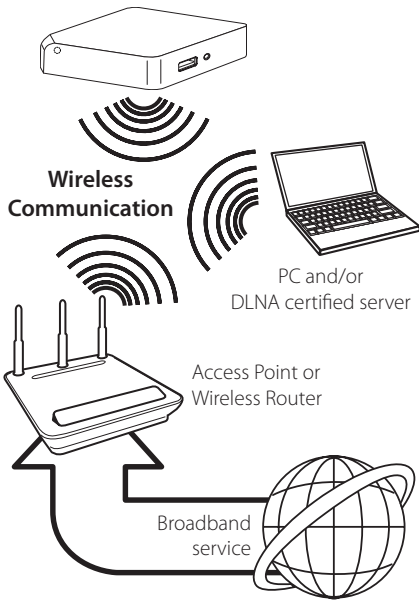 Wireless
Communication
PC and/or
DLNA certified server
Access Point or
Wireless Router
Broadband
service